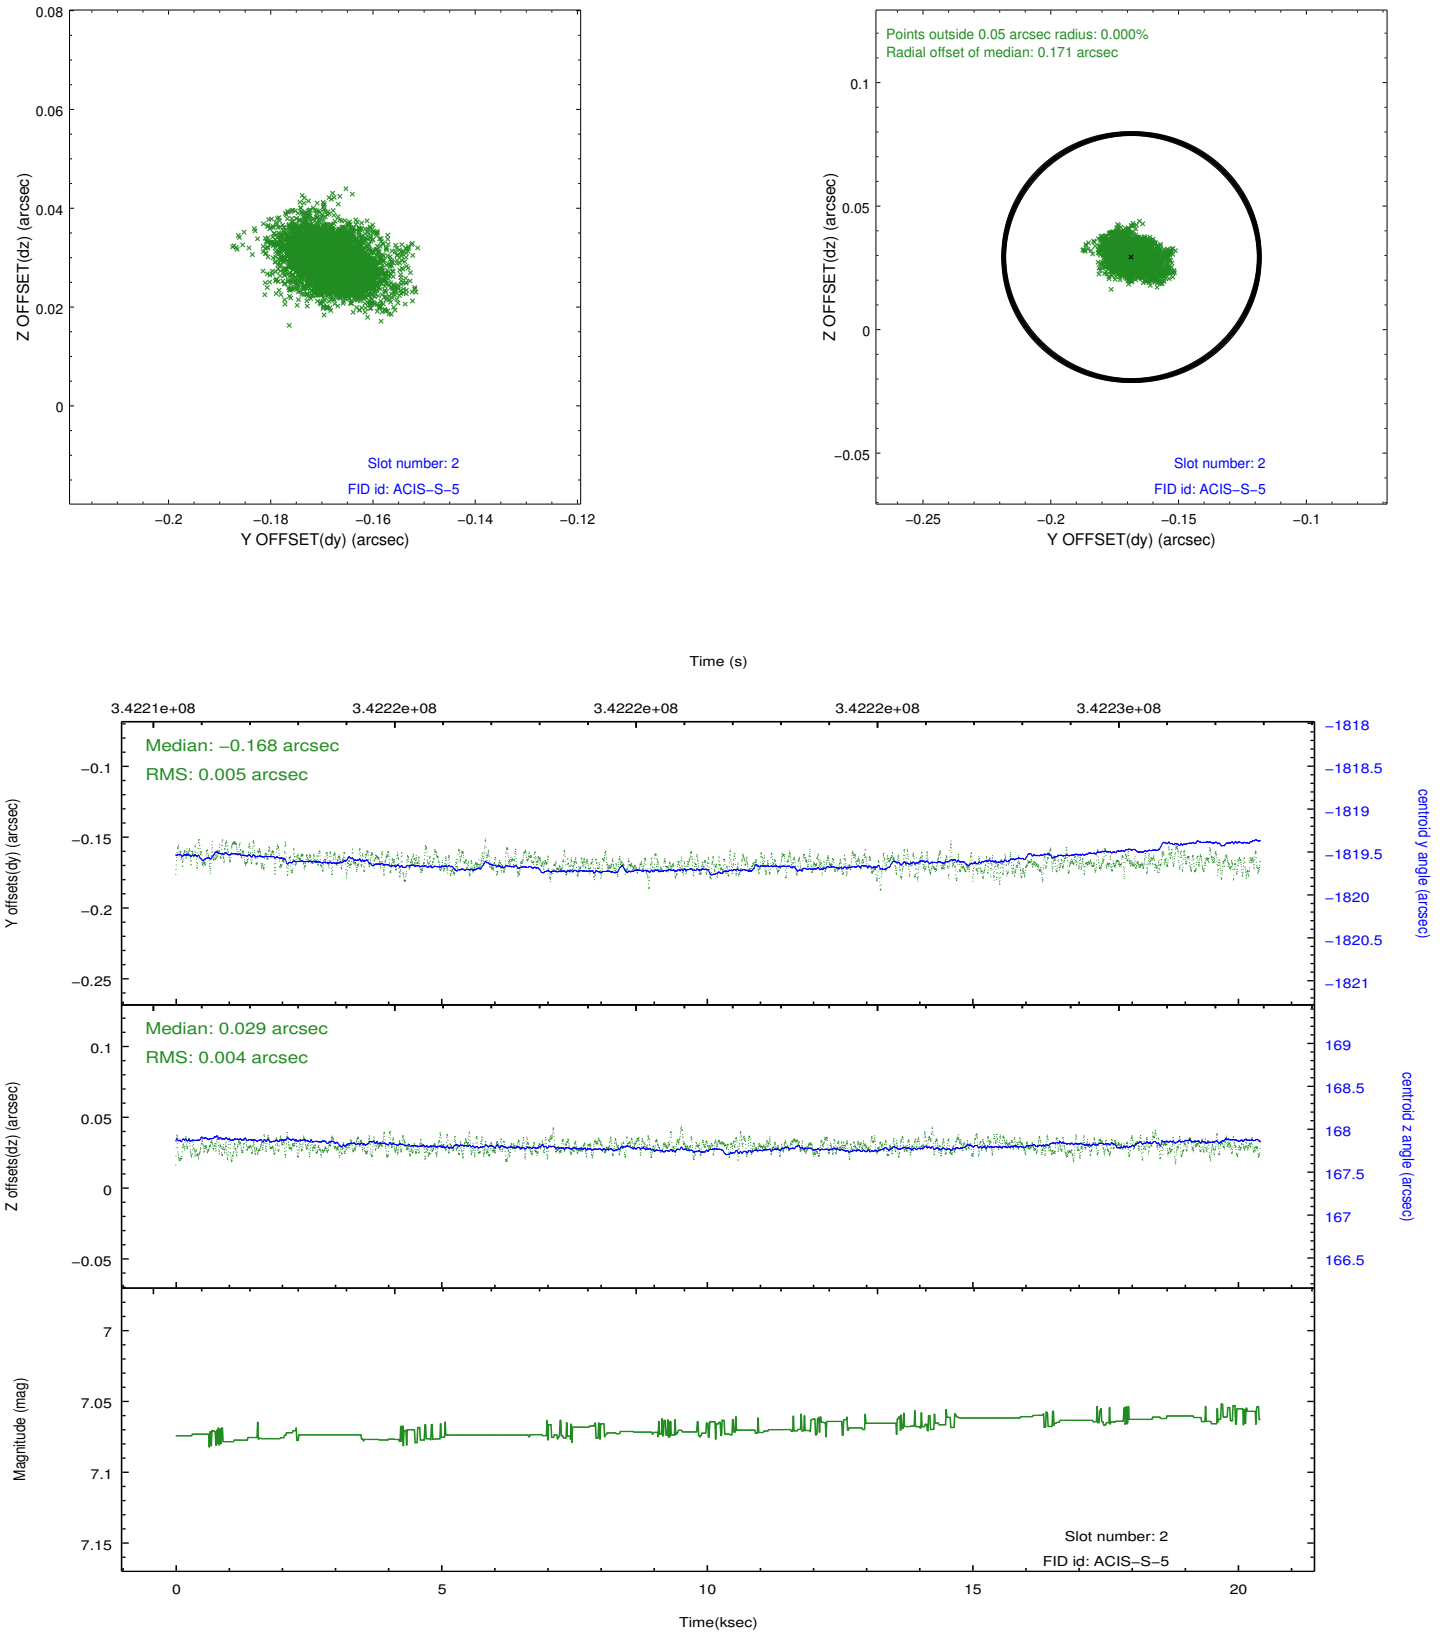 0.08
0.06
0.04
0.02
0
Z OFFSET(dz) (arcsec)
Slot number: 2
FID id: ACIS−S−5
−0.2 −0.18 −0.16 −0.14 −0.12
Y OFFSET(dy) (arcsec)
Points outside 0.05 arcsec radius: 0.000%
Radial offset of median: 0.171 arcsec
0.1
0.05
0
−0.05
Z OFFSET(dz) (arcsec)
Slot number: 2
FID id: ACIS−S−5
−0.25 −0.2 −0.15 −0.1
Y OFFSET(dy) (arcsec)
Time (s)
3.4221e+08 3.4222e+08 3.4222e+08 3.4222e+08 3.4223e+08
Median: −0.168 arcsec
RMS: 0.005 arcsec
−0.1
−0.15
−0.2
−0.25
Y offsets(dy) (arcsec)
−1818
−1818.5
−1819
−1819.5
−1820
−1820.5
−1821
centroid y angle (arcsec)
Median: 0.029 arcsec
RMS: 0.004 arcsec
0.1
0.05
0
−0.05
Z offsets(dz) (arcsec)
169
168.5
168
167.5
167
166.5
centroid z angle (arcsec)
7
7.05
7.1
7.15
Magnitude (mag)
Slot number: 2
FID id: ACIS−S−5
0 5 10 15 20
Time(ksec)